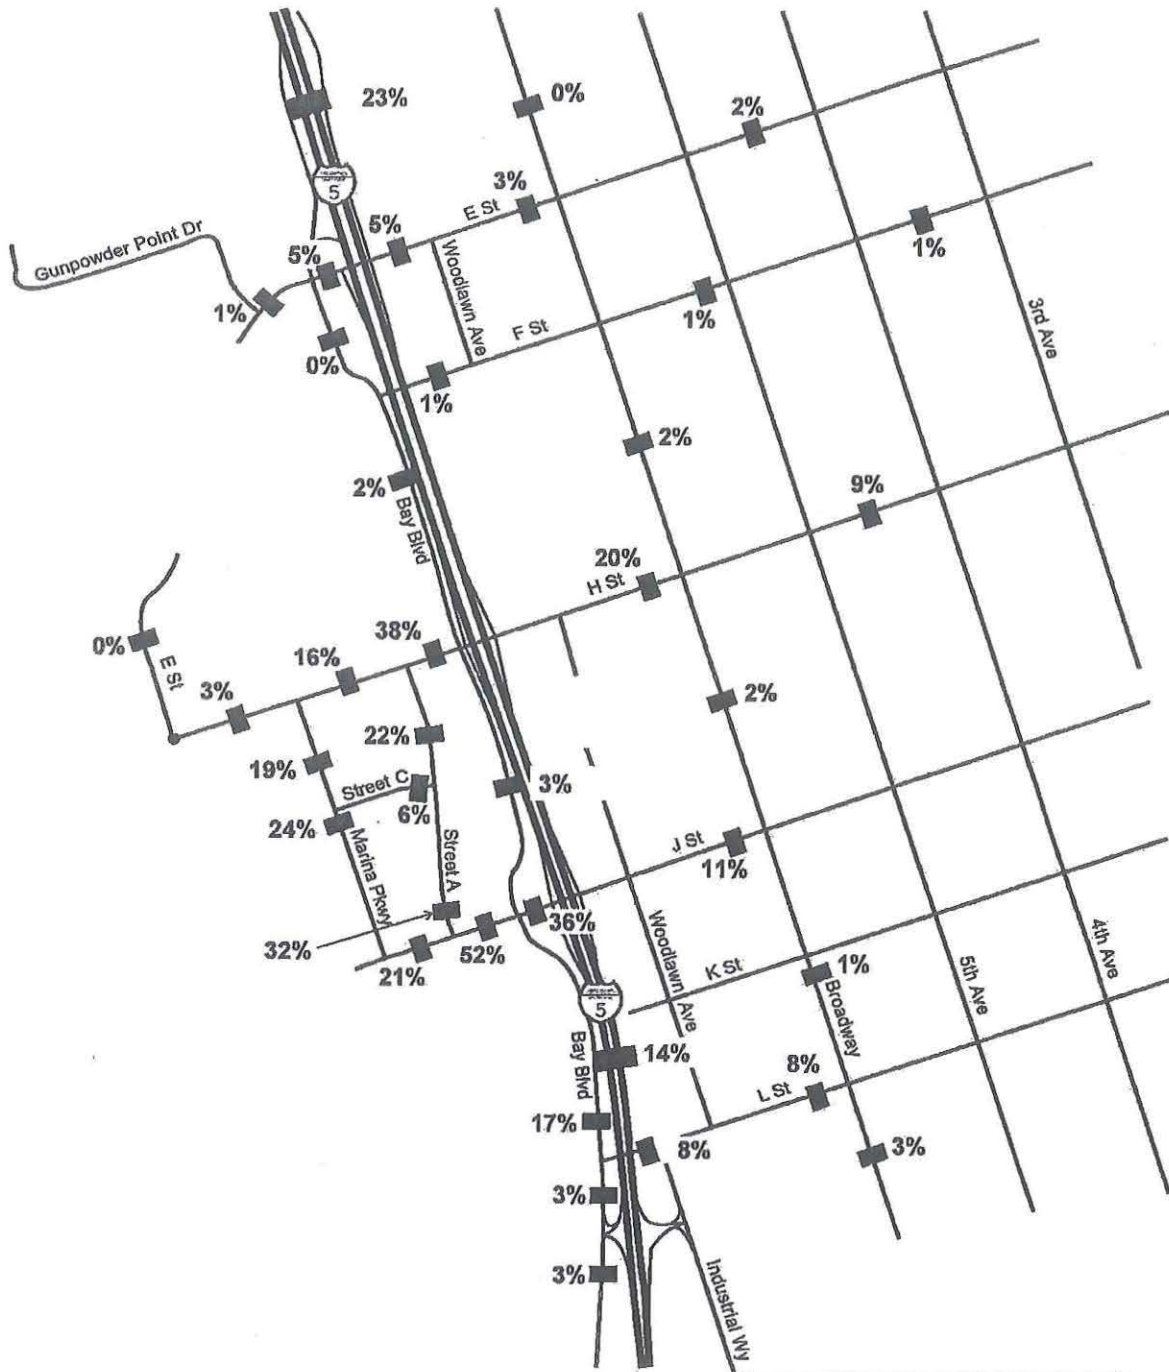 23%
0%
2%
5
3%
E St
5%
Gunpowder Point Dr
5%
Woodlawn Ave
1%
1%
1%
F St
3rd Ave
0%
1%
2%
2%
Bay Blvd
9%
20%
H St
0%
E St
38%
16%
3%
2%
22%
19%
Street C
3%
6%
24%
Marina Pkwy
Street A
J St
11%
36%
32%
52%
21%
Woodlawn Ave
K St
1%
Broadway
5th Ave
4th Ave
5
Bay Blvd
14%
8%
L St
17%
8%
3%
3%
3%
Industrial Wy